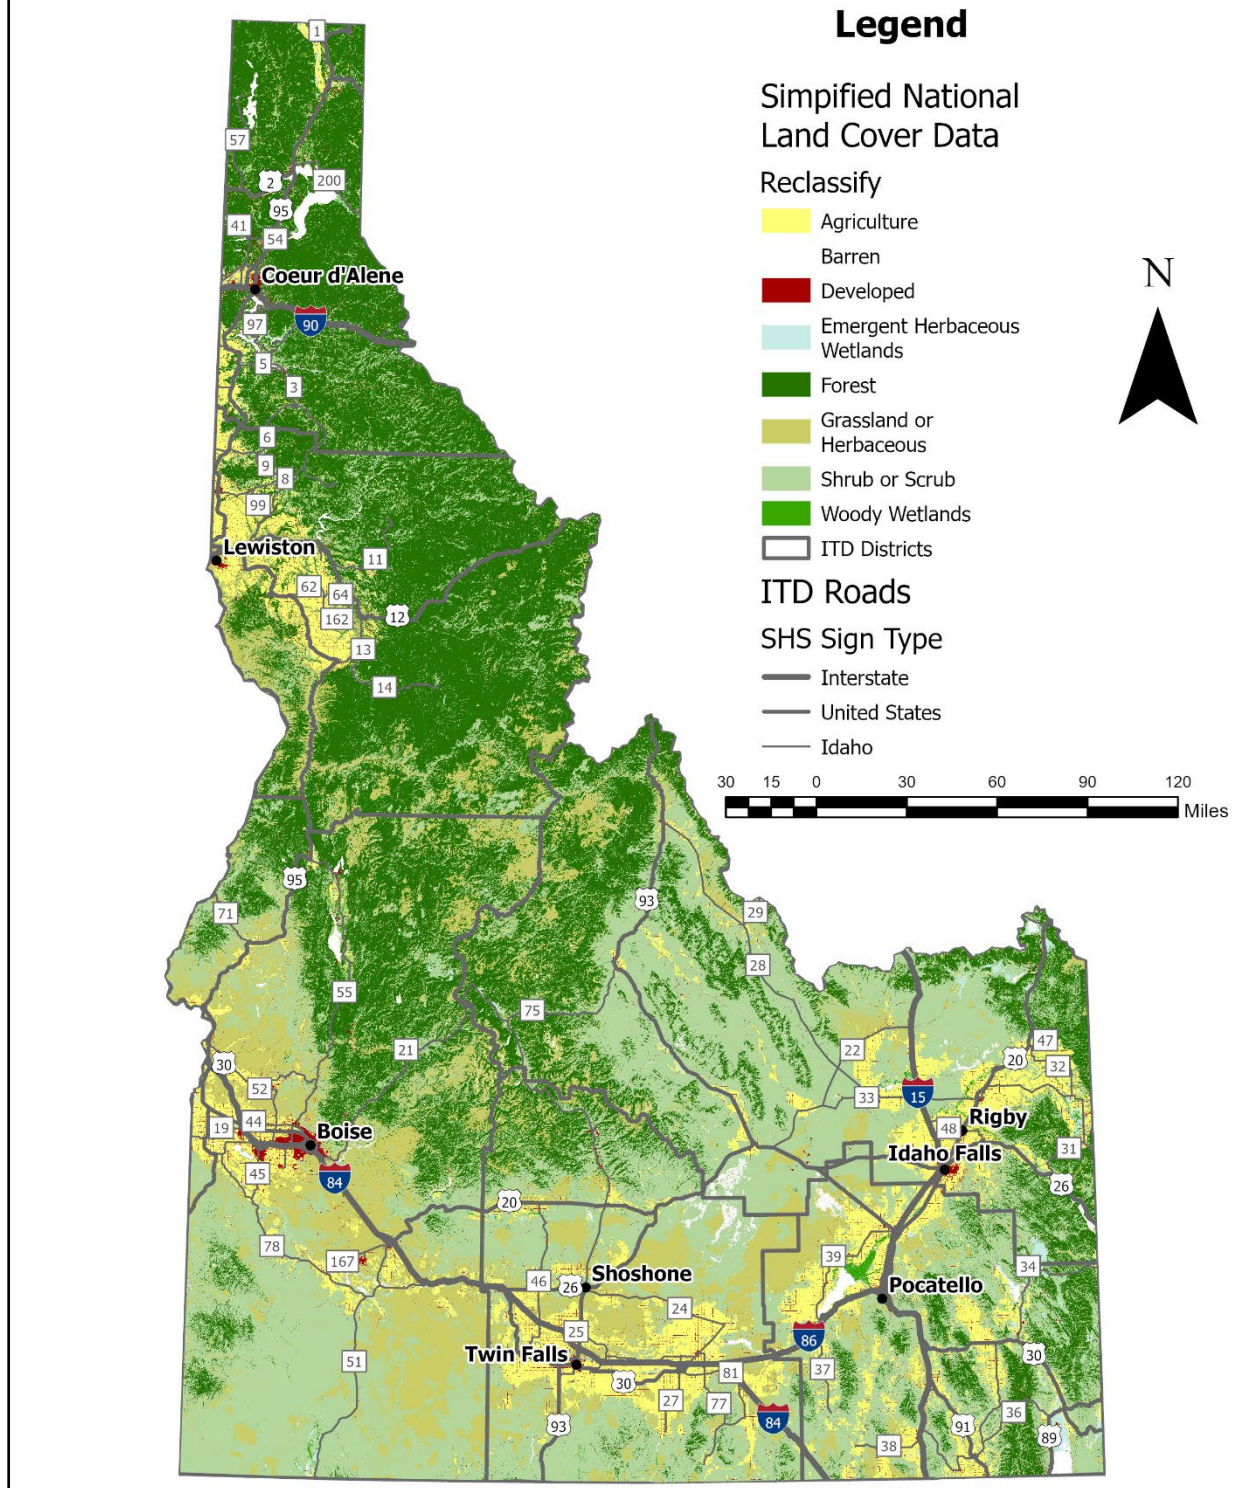 Legend
Simpified National
Land Cover Data
Reclassify
Agriculture
Barren
Developed
Emergent Herbaceous
Wetlands
Forest
Grassland or
Herbaceous
Shrub or Scrub
Woody Wetlands
ITD Districts
ITD Roads
SHS Sign Type
Interstate
United States
Idaho
N
30 15 0 30 60 90 120
Miles
1
57
2
200
95
41
54
Coeur d'Alene
97
90
5
3
6
9
8
99
Lewiston
11
62
64
162
12
13
14
95
93
71
29
28
55
75
21
22
47
20
32
30
52
33
15
19
44
Boise
48
Rigby
31
45
84
Idaho Falls
26
20
78
167
39
34
46
26
Shoshone
Pocatello
24
25
86
51
Twin Falls
30
81
37
30
27
77
93
84
38
91
36
89